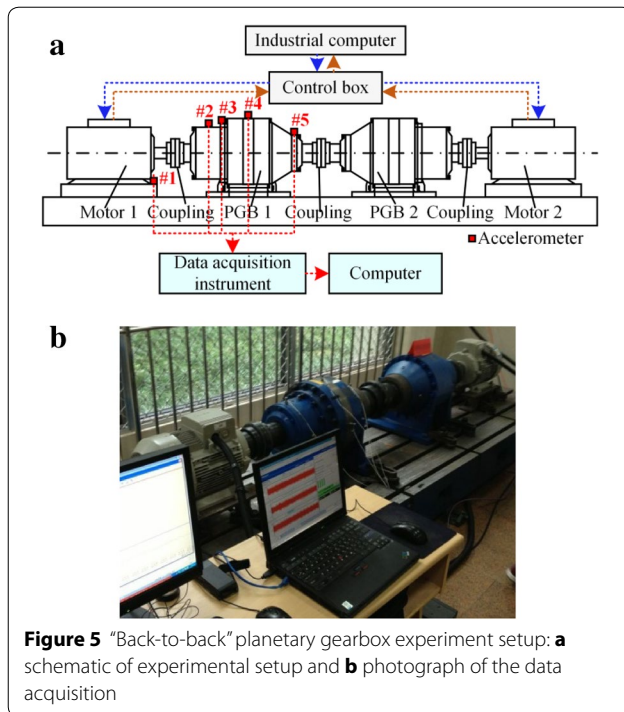 a
Industrial computer
Control box
#1
#2
#3
#4
#5
Motor 1
Coupling
PGB 1
Coupling
PGB 2
Coupling
Motor 2
Accelerometer
Data acquisition
instrument
Computer
b
Figure 5 “Back-to-back” planetary gearbox experiment setup: a
schematic of experimental setup and b photograph of the data
acquisition